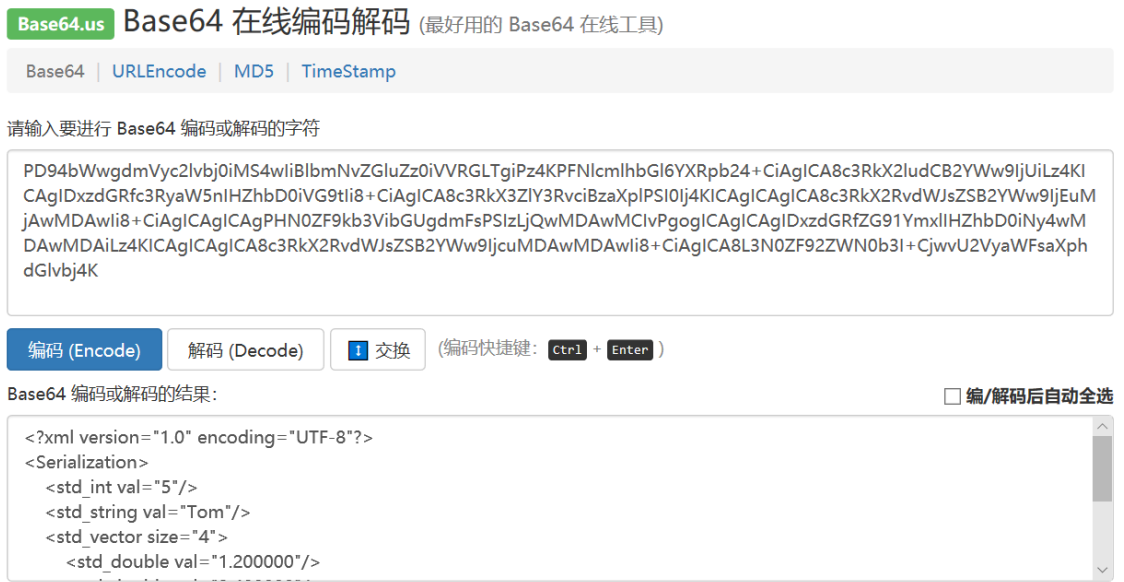 Base64.us Base64 在线编码解码 (最好用的 Base64 在线工具)
Base64 | URLEncode | MD5 | TimeStamp
请输入要进行 Base64 编码或解码的字符
PD94bWwgdmVyc2lvbj0iMS4wIiBlbmNvZGluZz0iVVRGLTgiPz4KPFNlcmlhbGl6YXRpb24+CiAgICA8c3RkX2ludCB2YWw9IjUiLz4KI
CAgIDxzdGRfc3RyaW5nIHZhbD0iVG9tIi8+CiAgICA8c3RkX3ZlY3RvciBzaXplPSI0Ij4KICAgICAgICA8c3RkX2RvdWJsZSB2YWw9IjEuM
jAwMDAwIi8+CiAgICAgICAgPHN0ZF9kb3VibGUgdmFsPSIzLjQwMDAwMCIvPgogICAgICAgIDxzdGRfZG91YmxlIHZhbD0iNy4wM
DAwMDAiLz4KICAgICAgICA8c3RkX2RvdWJsZSB2YWw9IjcuMDAwMDAwIi8+CiAgICA8L3N0ZF92ZWN0b3I+CjwvU2VyaWFsaXph
dGlvbj4K
编码 (Encode) 解码 (Decode) 交换 (编码快捷键: Ctrl + Enter )
Base64 编码或解码的结果: 编/解码后自动全选
<?xml version="1.0" encoding="UTF-8"?>
<Serialization>
<std_int val="5"/>
<std_string val="Tom"/>
<std_vector size="4">
<std_double val="1.200000"/>